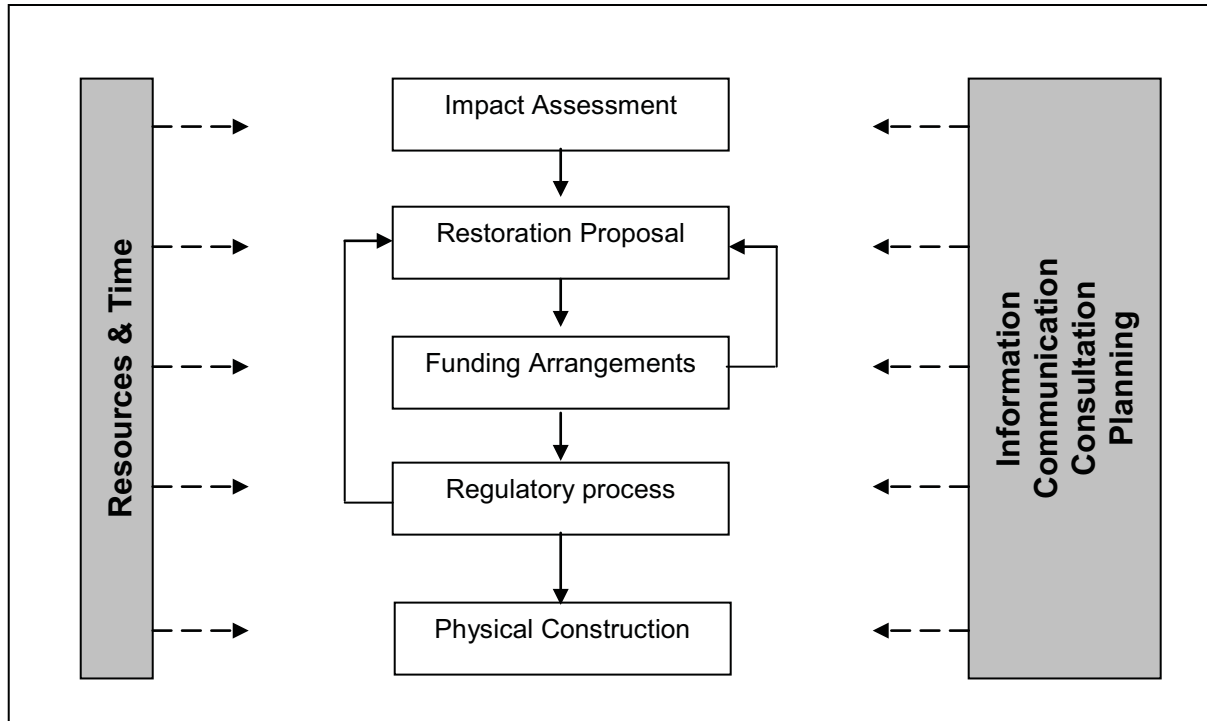 Resources & Time
Impact Assessment
Restoration Proposal
Funding Arrangements
Regulatory process
Physical Construction
Information
Communication
Consultation
Planning